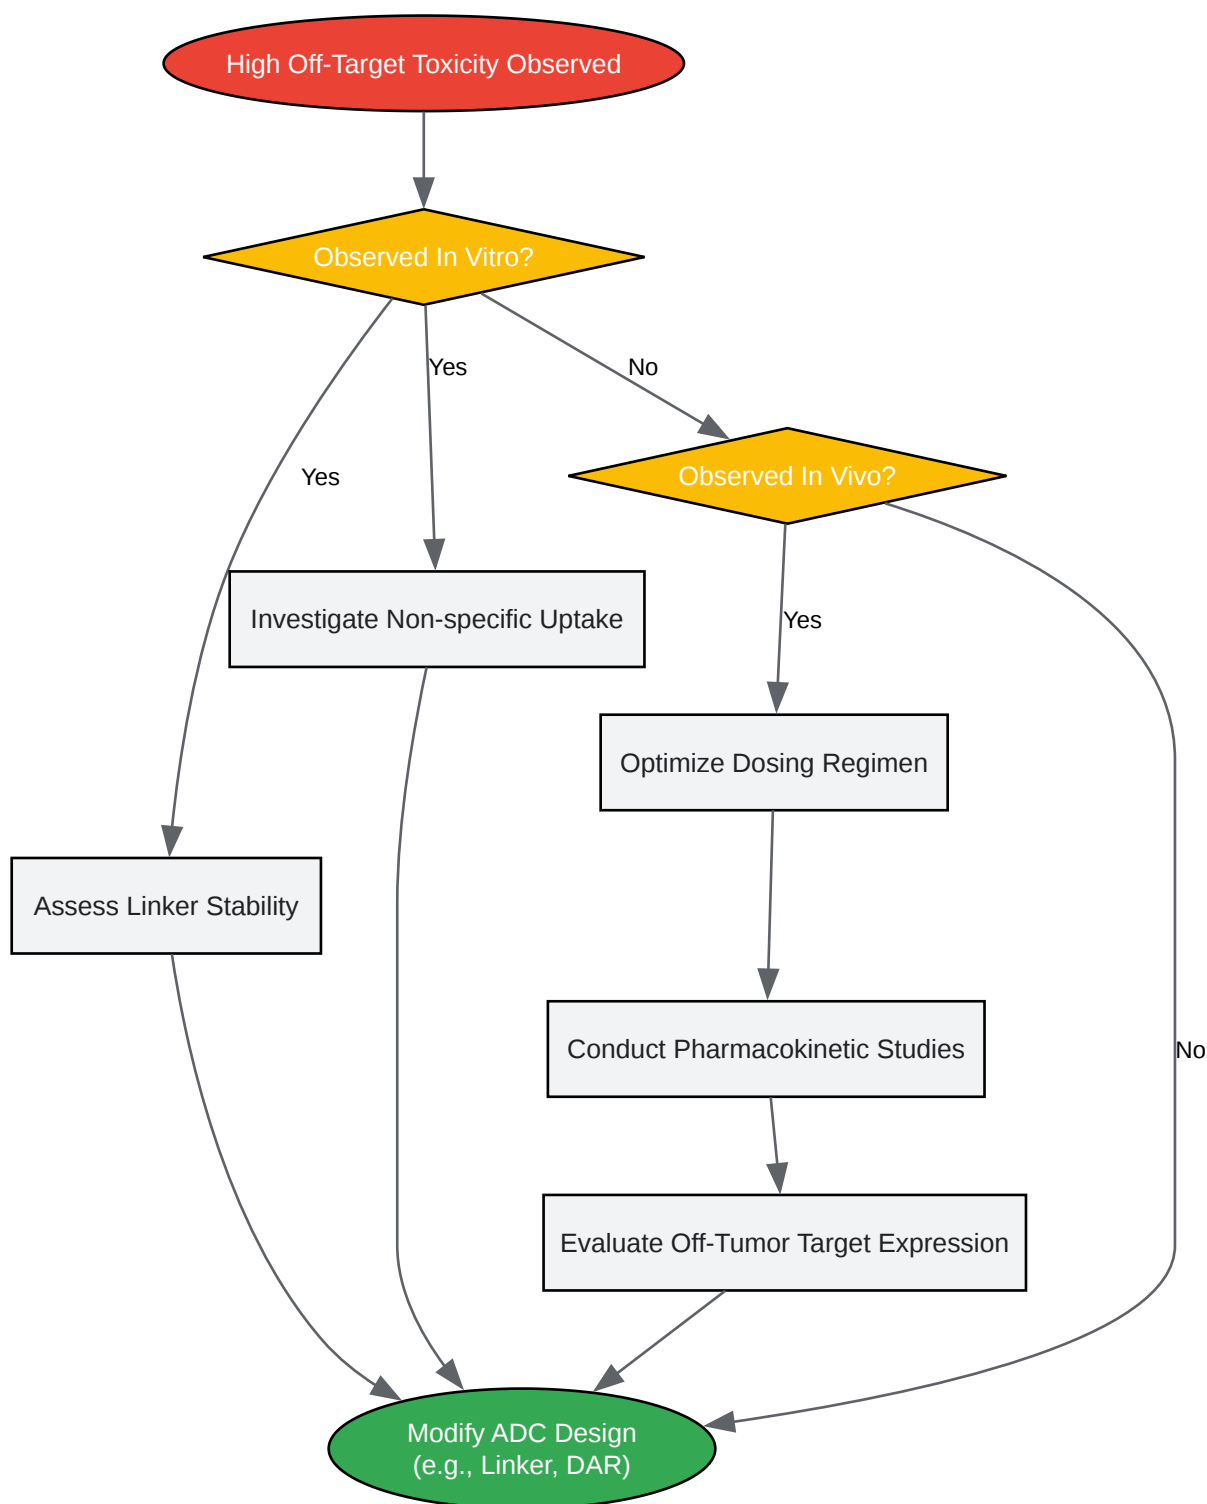 High Off-Target Toxicity Observed
Observed In Vitro?
Yes
No
Yes
Observed In Vivo?
Investigate Non-specific Uptake
Yes
Optimize Dosing Regimen
Assess Linker Stability
Conduct Pharmacokinetic Studies
No
Evaluate Off-Tumor Target Expression
Modify ADC Design
(e.g., Linker, DAR)